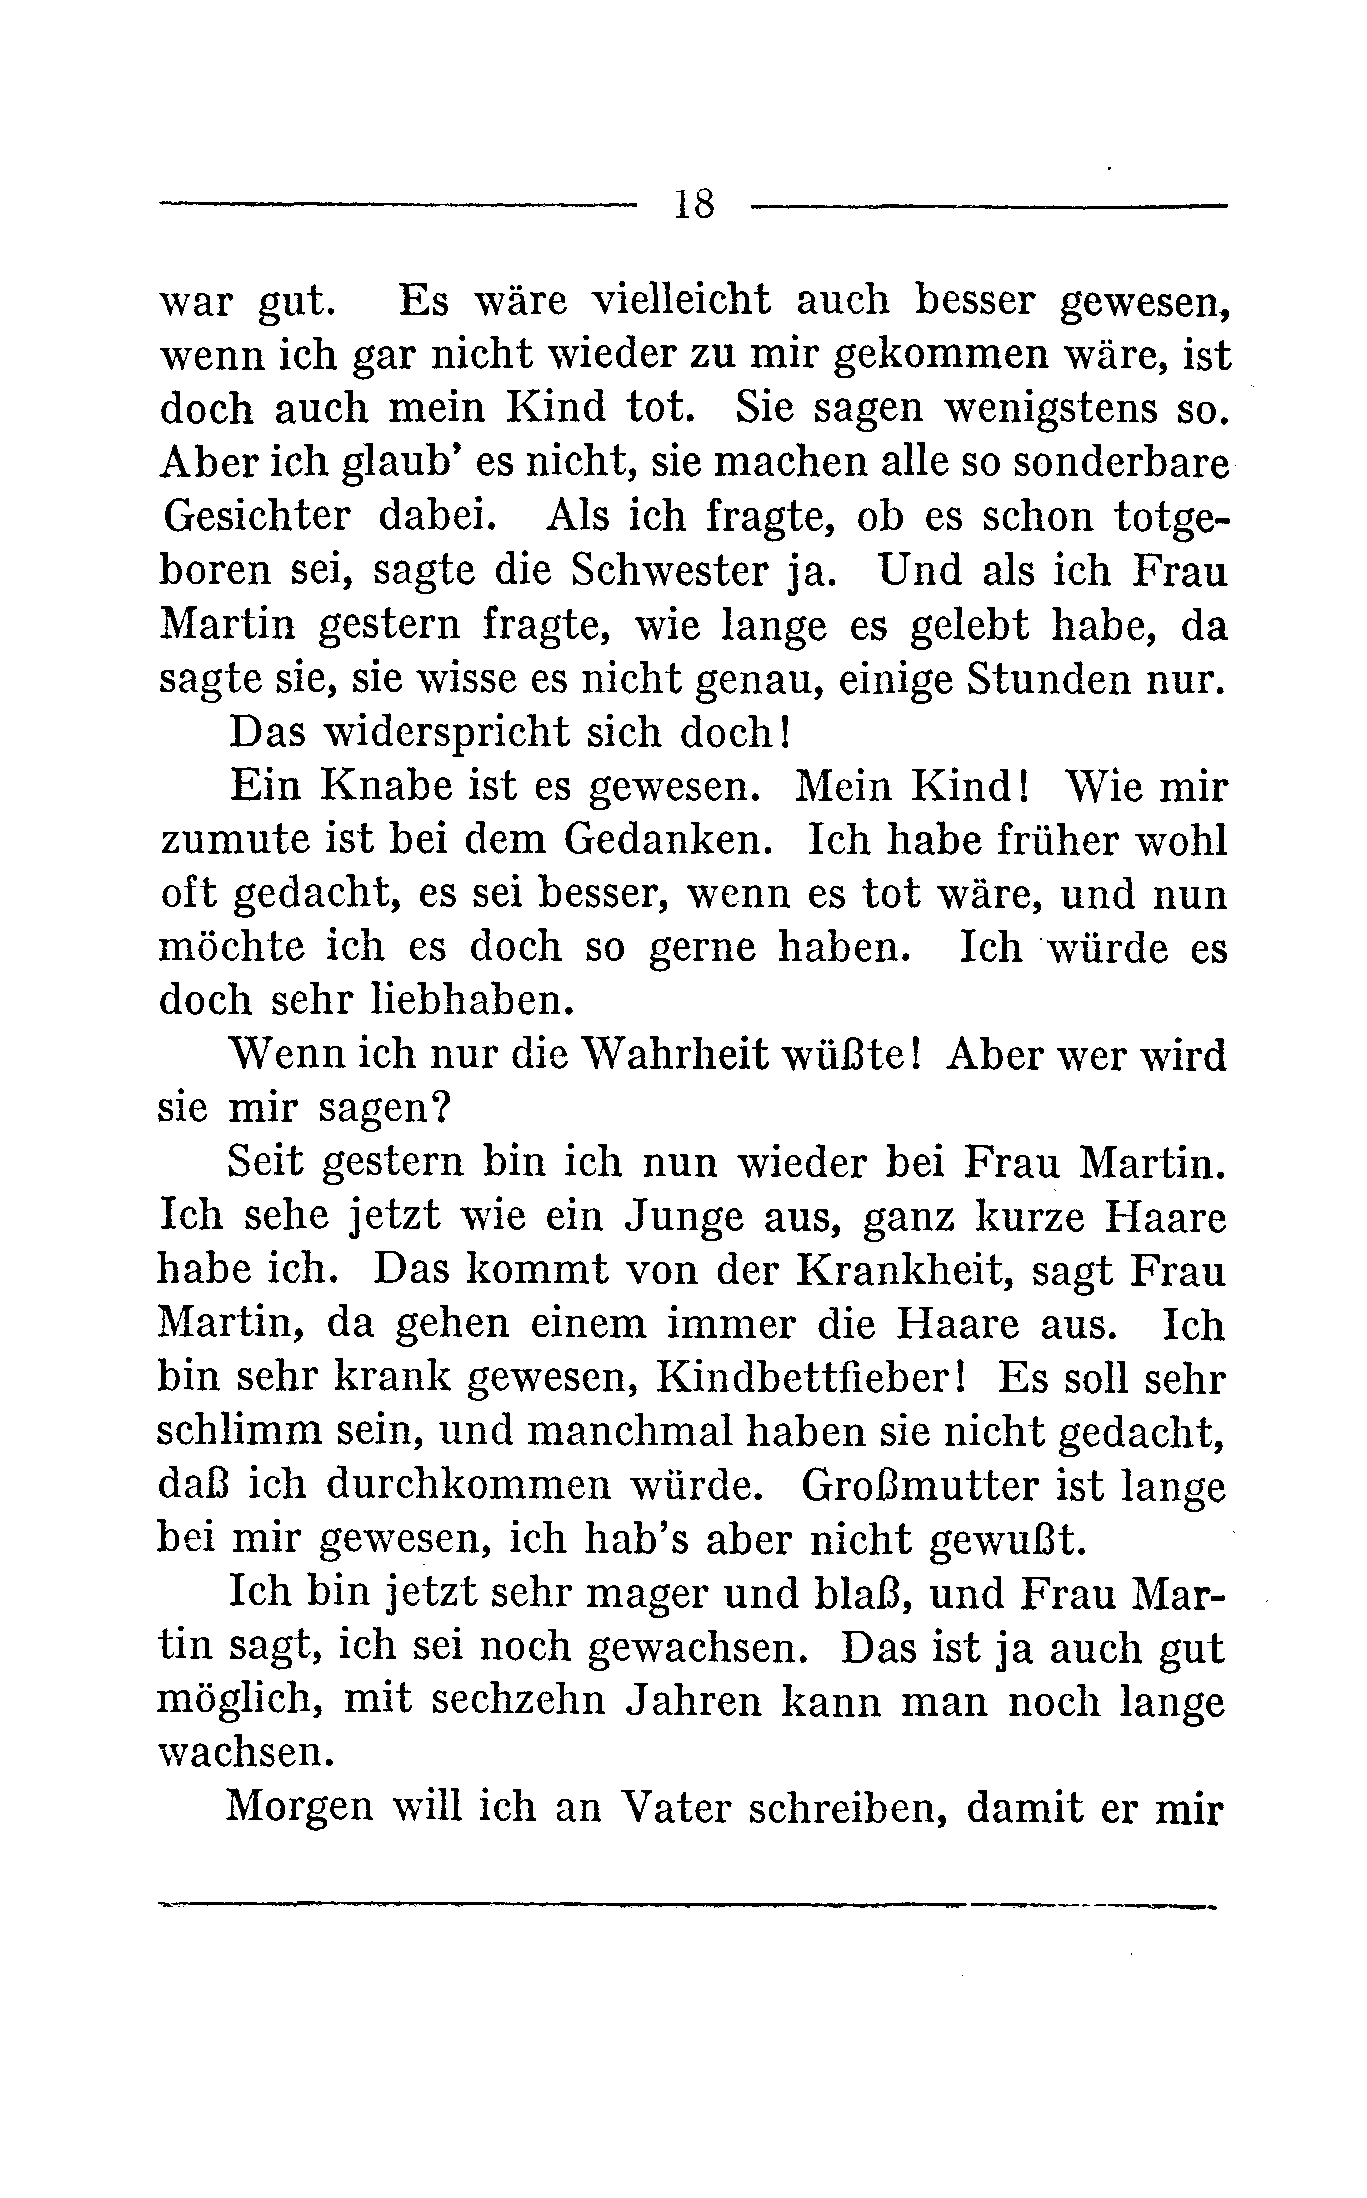 18
war gut. Es wäre vielleicht auch besser gewesen,
wenn ich gar nicht wieder zu mir gekommen wäre, ist
doch auch mein Kind tot. Sie sagen wenigstens so.
Aber ich glaub’ es nicht, sie machen alle so sonderbare
Gesichter dabei. Als ich fragte, ob es schon totge-
boren sei, sagte die Schwester ja. Und als ich Frau
Martin gestern fragte, wie lange es gelebt habe, da
sagte sie, sie wisse es nicht genau, einige Stunden nur.
Das widerspricht sich doch!
Ein Knabe ist es gewesen. Mein Kind! Wie mir
zumute ist bei dem Gedanken. Ich habe früher wohl
oft gedacht, es sei besser, wenn es tot wäre, und nun
möchte ich es doch so gerne haben. Ich würde es
doch sehr liebhaben.
Wenn ich nur die Wahrheit wüßte! Aber wer wird
sie mir sagen?
Seit gestern bin ich nun wieder bei Frau Martin.
Ich sehe jetzt wie ein Junge aus, ganz kurze Haare
habe ich. Das kommt von der Krankheit, sagt Frau
Martin, da gehen einem immer die Haare aus. Ich
bin sehr krank gewesen, Kindbettfieber! Es soll sehr
schlimm sein, und manchmal haben sie nicht gedacht,
daß ich durchkommen würde. Großmutter ist lange
bei mir gewesen, ich hab’s aber nicht gewußt.
Ich bin jetzt sehr mager und blaß, und Frau Mar-
tin sagt, ich sei noch gewachsen. Das ist ja auch gut
möglich, mit sechzehn Jahren kann man noch lange
wachsen.
Morgen will ich an Vater schreiben, damit er mir